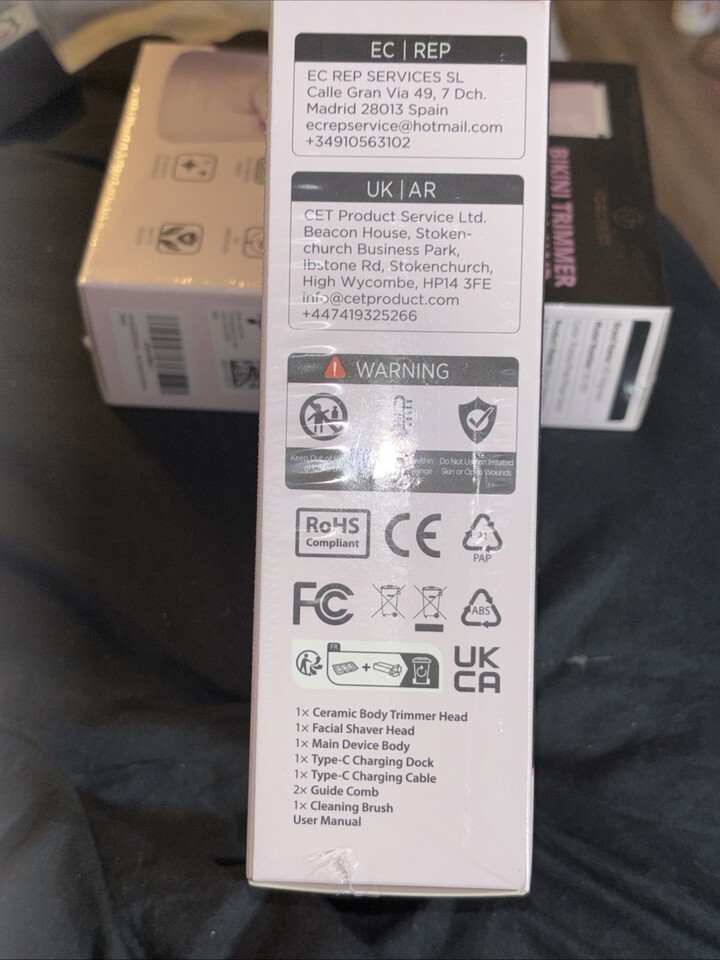 EC | REP
EC REP SERVICES SL
Calle Gran Via 49, 7 Dch.
Madrid 28013 Spain
ecrepservice@hotmail.com
+34910563102
UK | AR
CET Product Service Ltd.
Beacon House, Stoken-
church Business Park,
Ibstone Rd, Stokenchurch,
High Wycombe, HP14 3FE
info@cetproduct.com
+447419325266
WARNING
Keep Out of
within
Do Not Use on Irritated
Skin or Open Wounds
RoHS
Compliant
CE
21
PAP
FC
ABS
FR
UK
CA
1× Ceramic Body Trimmer Head
1× Facial Shaver Head
1× Main Device Body
1× Type-C Charging Dock
1× Type-C Charging Cable
2× Guide Comb
1× Cleaning Brush
User Manual
BIKINI TRIMMER